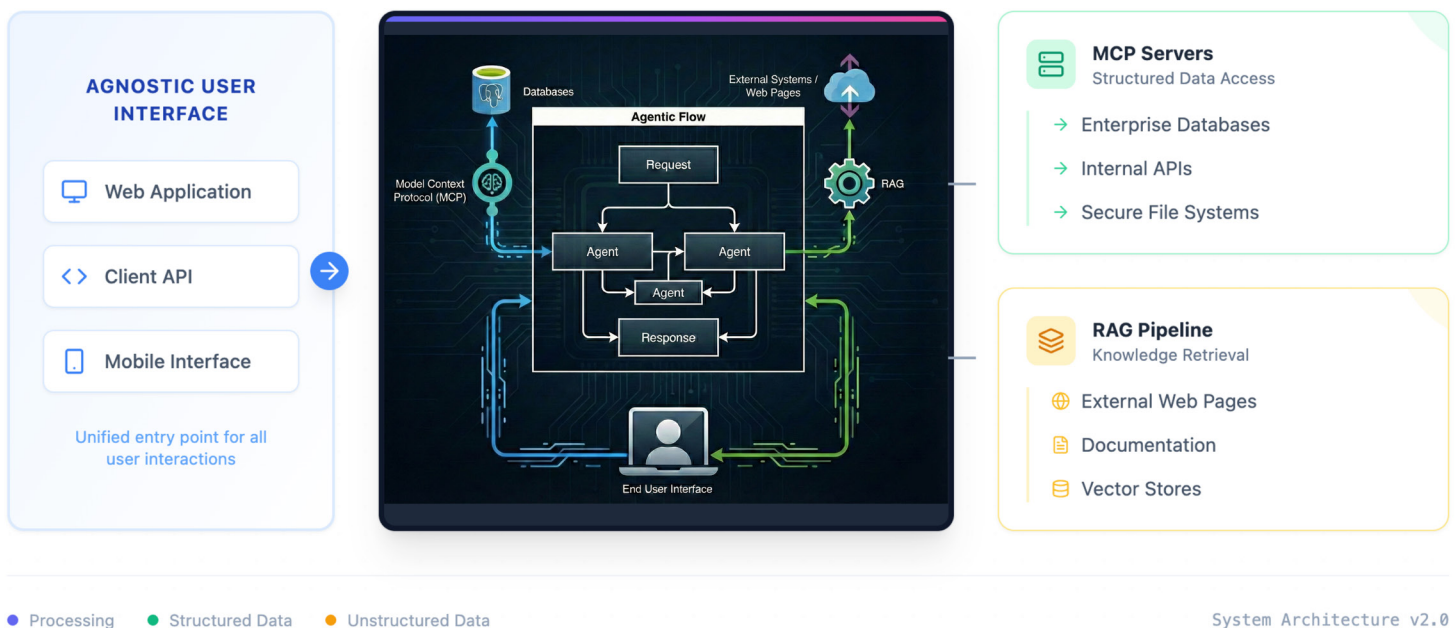 AGNOSTIC USER
INTERFACE
Web Application
Client API
Mobile Interface
Unified entry point for all
user interactions
Databases
External Systems /
Web Pages
Agentic Flow
Request
Model Context
Protocol (MCP)
RAG
Agent
Agent
Agent
Response
End User Interface
MCP Servers
Structured Data Access
Enterprise Databases
Internal APIs
Secure File Systems
RAG Pipeline
Knowledge Retrieval
External Web Pages
Documentation
Vector Stores
Processing
Structured Data
Unstructured Data
System Architecture v2.0